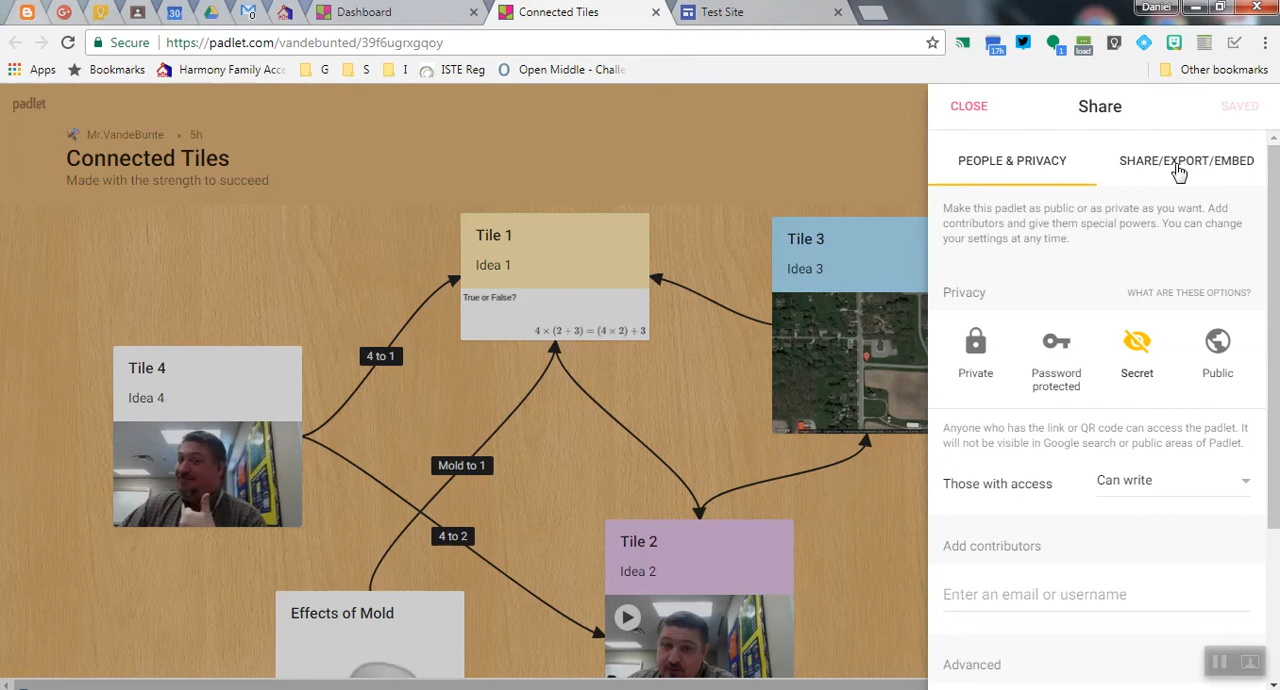 Daniel
30
0
Dashboard
Connected Tiles
Test Site
Secure
https://padlet.com/vandebunted/39f6ugrxgqoy
17h
1
load
Apps
Bookmarks
Harmony Family Acce
G
S
I
ISTE Reg
Open Middle - Challe
Other bookmarks
padlet
Mr.VandeBunte • 5h
Connected Tiles
Made with the strength to succeed
Tile 1
Idea 1
True or False?
4 × (2 + 3) = (4 × 2) + 3
Tile 3
Idea 3
Tile 4
Idea 4
4 to 1
Mold to 1
4 to 2
Tile 2
Idea 2
Effects of Mold
CLOSE
Share
SAVED
PEOPLE & PRIVACY
SHARE/EXPORT/EMBED
Make this padlet as public or as private as you want. Add
contributors and give them special powers. You can change
your settings at any time.
Privacy
WHAT ARE THESE OPTIONS?
Private
Password
protected
Secret
Public
Anyone who has the link or QR code can access the padlet. It
will not be visible in Google search or public areas of Padlet.
Those with access
Can write
Add contributors
Enter an email or username
Advanced